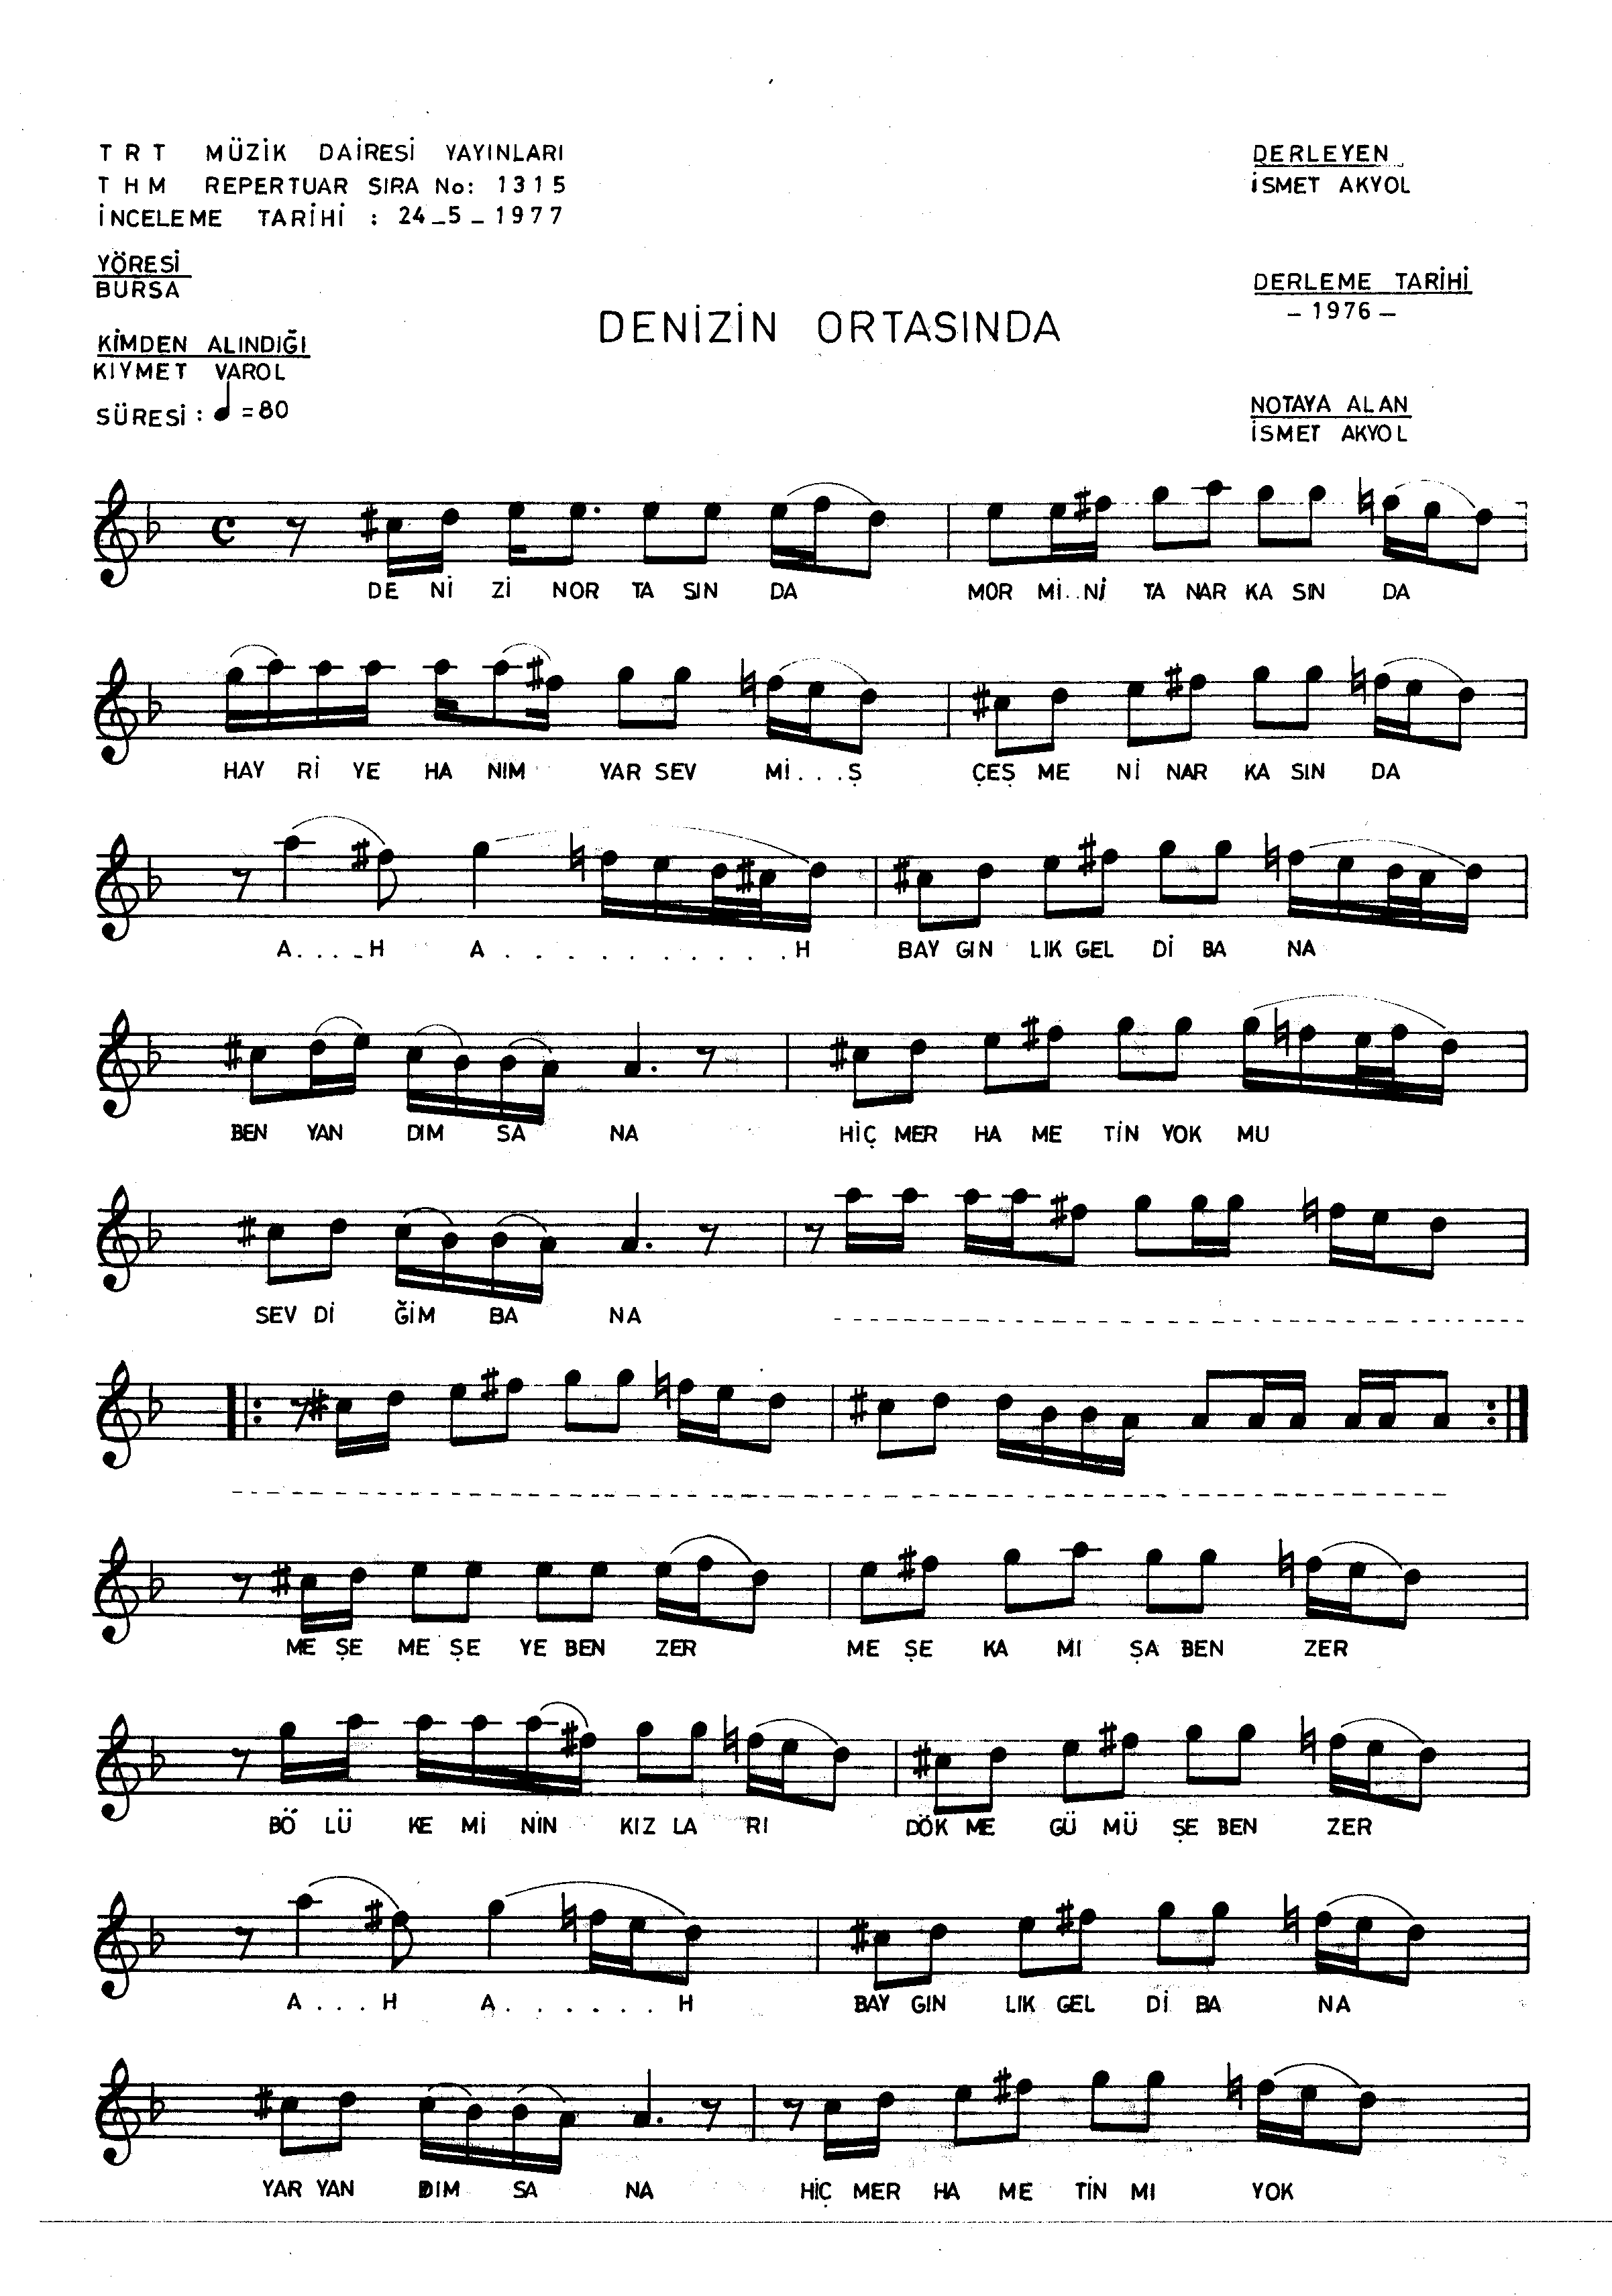 TRT MÜZİK DAİRESİ YAYINLARI
THM REPERTUAR SIRA No: 1315
İNCELEME TARİHİ : 24_5_1977
DERLEYEN
İSMET AKYOL
YÖRESİ
BURSA
DERLEME TARİHİ
_ 1976 _
DENİZİN ORTASINDA
KİMDEN ALINDIĞI
KIYMET VAROL
SÜRESİ : ♩ = 80
NOTAYA ALAN
İSMET AKYOL
DE Nİ Zİ NOR TA SIN DA MOR Mİ..Nİ TA NAR KA SIN DA
HAY Rİ YE HA NIM YAR SEV Mİ...Ş ÇEŞ ME Nİ NAR KA SIN DA
A....H A..........H BAY GIN LIK GEL Dİ BA NA
BEN YAN DIM SA NA HİÇ MER HA ME TİN YOK MU
SEV Dİ ĞİM BA NA
ME ŞE ME ŞE YE BEN ZER ME ŞE KA MI ŞA BEN ZER
BÖ LÜ KE Mİ NİN KIZ LA RI DÖK ME GÜ MÜ ŞE BEN ZER
A...H A......H BAY GIN LIK GEL Dİ BA NA
YAR YAN DIM SA NA HİÇ MER HA ME TİN MI YOK